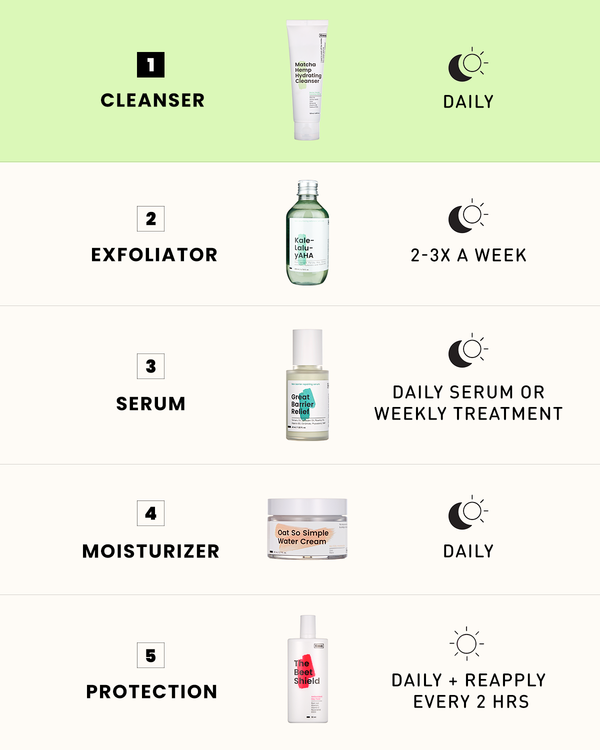 1
CLEANSER
Matcha
Hemp
Hydrating
Cleanser
DAILY
2
EXFOLIATOR
Kale-
Lalu-
yAHA
2-3X A WEEK
3
SERUM
Great
Barrier
Relief
DAILY SERUM OR
WEEKLY TREATMENT
4
MOISTURIZER
Oat So Simple
Water Cream
DAILY
5
PROTECTION
The
Beet
Shield
DAILY + REAPPLY
EVERY 2 HRS